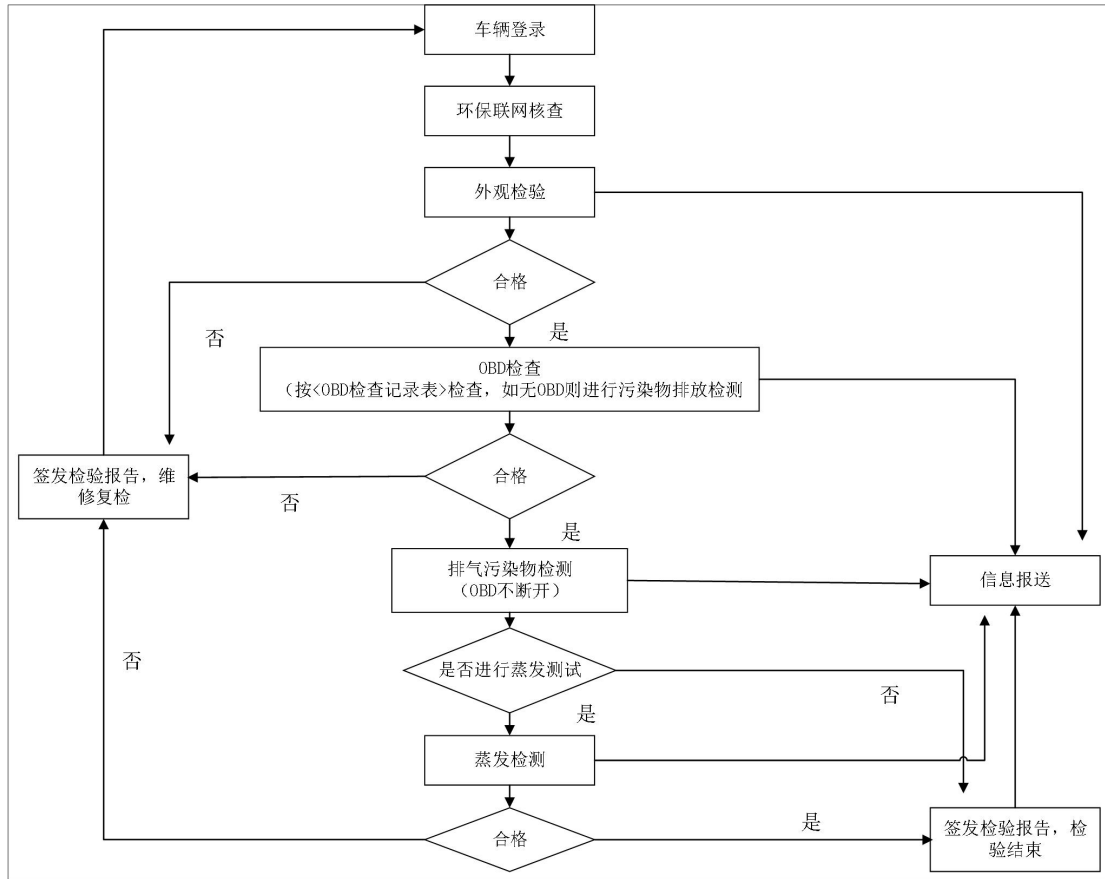 车辆登录
环保联网核查
外观检验
合格
否
是
OBD检查
（按<OBD检查记录表>检查，如无OBD则进行污染物排放检测
合格
签发检验报告，维
修复检
否
是
排气污染物检测
（OBD不断开）
信息报送
否
是否进行蒸发测试
否
是
蒸发检测
合格
是
签发检验报告，检
验结束